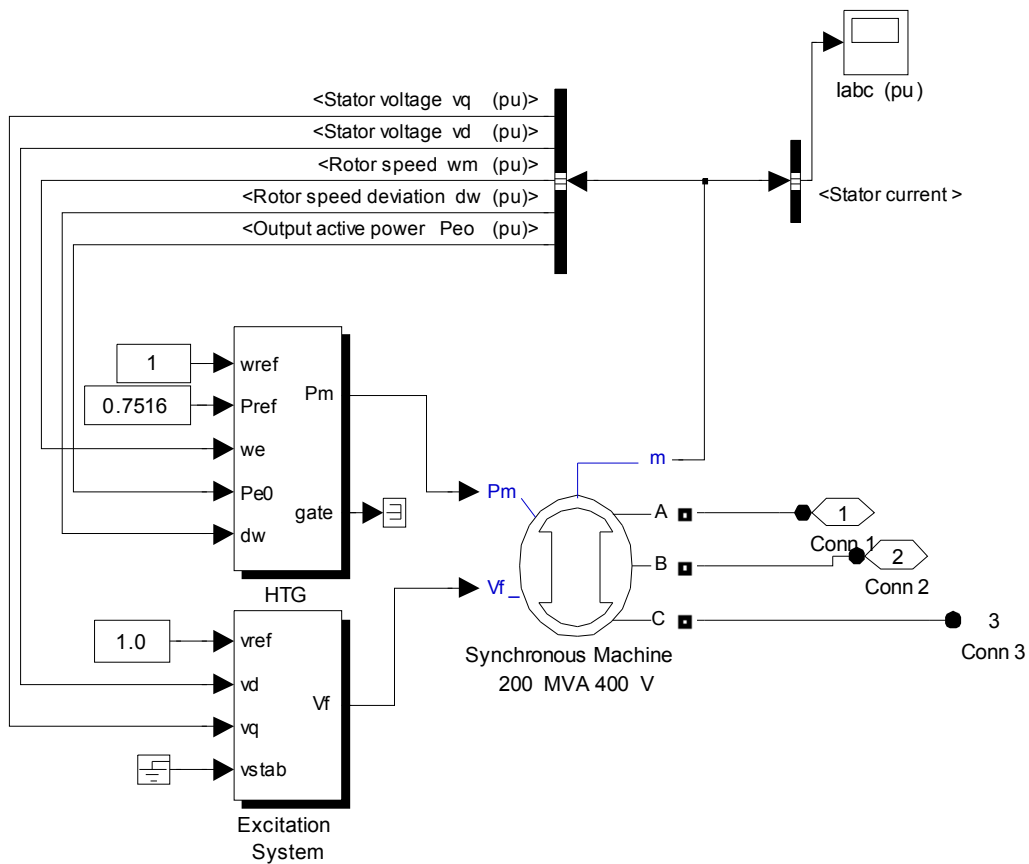 Iabc (pu)
<Stator voltage vq (pu)>
<Stator voltage vd (pu)>
<Rotor speed wm (pu)>
<Rotor speed deviation dw (pu)>
<Output active power Peo (pu)>
<Stator current >
1
wref
0.7516
Pref
Pm
we
Pe0
gate
dw
HTG
m
Pm
A
1
Conn 1
B
2
Conn 2
Vf
C
3
Conn 3
Synchronous Machine
200 MVA 400 V
1.0
vref
vd
Vf
vq
vstab
Excitation
System